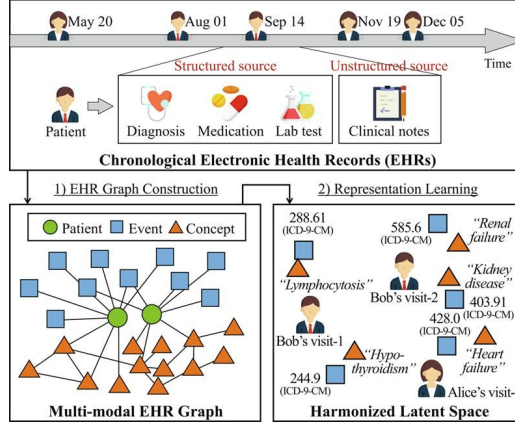 May 20
Aug 01
Sep 14
Nov 19
Dec 05
Time
Structured source
Unstructured source
Patient
Diagnosis
Medication
Lab test
Clinical notes
Chronological Electronic Health Records (EHRs)
1) EHR Graph Construction
2) Representation Learning
Patient
Event
Concept
Multi-modal EHR Graph
288.61
(ICD-9-CM)
"Lymphocytosis"
Bob's visit-1
"Hypo-
thyroidism"
244.9
(ICD-9-CM)
585.6
(ICD-9-CM)
"Renal
failure"
"Kidney
disease"
Bob's visit-2
403.91
(ICD-9-CM)
428.0
(ICD-9-CM)
"Heart
failure"
Alice's visit-
Harmonized Latent Space